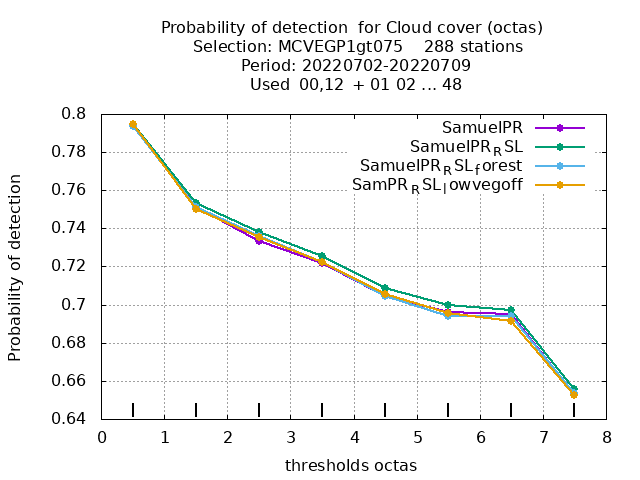 Probability of detection  for Cloud cover (octas)
Selection: MCVEGP1gt075    288 stations
Period: 20220702-20220709
Used  00,12  + 01 02 ... 48
SamuelPR
SamuelPR_RSL
SamuelPR_RSL_forest
SamPR_RSL_lowvegoff
Probability of detection
0.8
0.78
0.76
0.74
0.72
0.7
0.68
0.66
0.64
0 1 2 3 4 5 6 7 8
thresholds octas